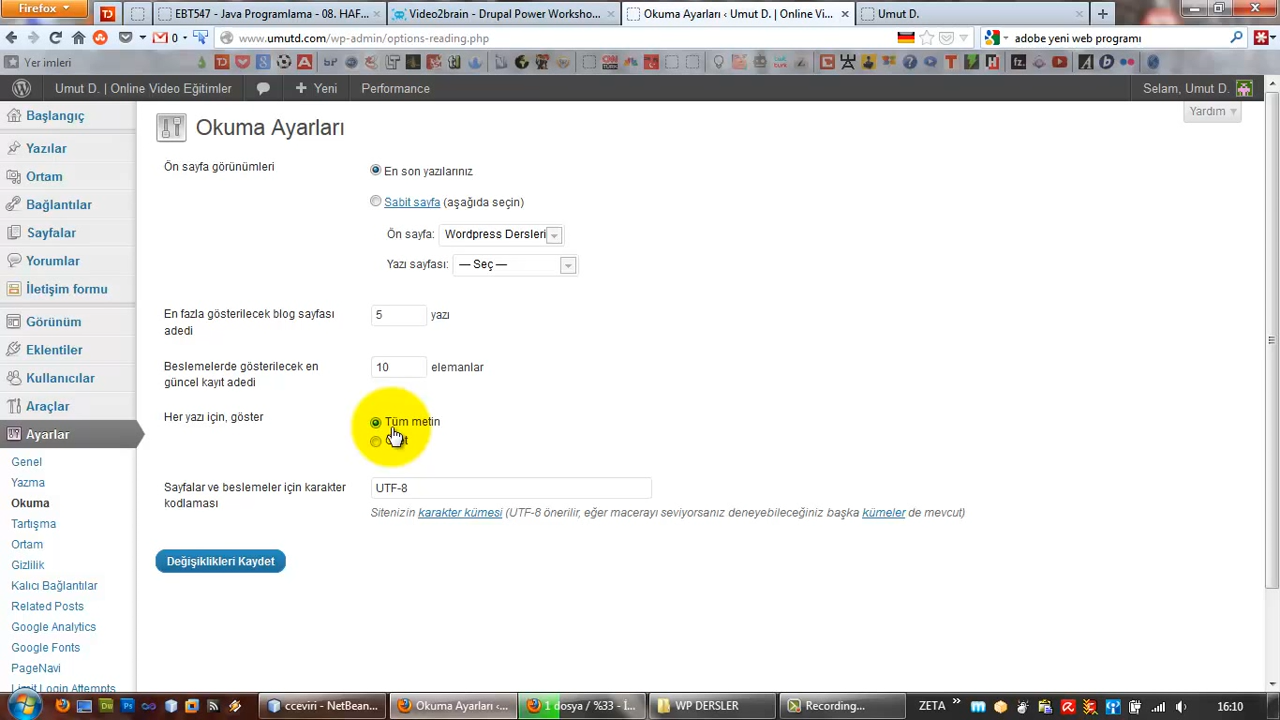 Firefox
EBT547 - Java Programlama - 08. HAF...
Video2brain - Drupal Power Worksho...
Okuma Ayarları ‹ Umut D. | Online Vi...
Umut D.
0
www.umutd.com/wp-admin/options-reading.php
adobe yeni web programı
Yer imleri
Umut D. | Online Video Eğitimler
Yeni
Performance
Selam, Umut D.
Başlangıç
Yazılar
Ortam
Bağlantılar
Sayfalar
Yorumlar
İletişim formu
Görünüm
Eklentiler
Kullanıcılar
Araçlar
Ayarlar
Genel
Yazma
Okuma
Tartışma
Ortam
Gizlilik
Kalıcı Bağlantılar
Related Posts
Google Analytics
Google Fonts
PageNavi
Limit Login Attempts
Yardım
Okuma Ayarları
Ön sayfa görünümleri
En son yazılarınız
Sabit sayfa (aşağıda seçin)
Ön sayfa: Wordpress Dersleri
Yazı sayfası: — Seç —
En fazla gösterilecek blog sayfası
adedi
5 yazı
Beslemelerde gösterilecek en
güncel kayıt adedi
10 elemanlar
Her yazı için, göster
Tüm metin
Sayfalar ve beslemeler için karakter
kodlaması
UTF-8
Sitenizin karakter kümesi (UTF-8 önerilir, eğer macerayı seviyorsanız deneyebileceğiniz başka kümeler de mevcut)
Değişiklikleri Kaydet
cceviri - NetBean...
Okuma Ayarları ‹...
1 dosya / %33 - İ...
WP DERSLER
Recording...
ZETA
16:10